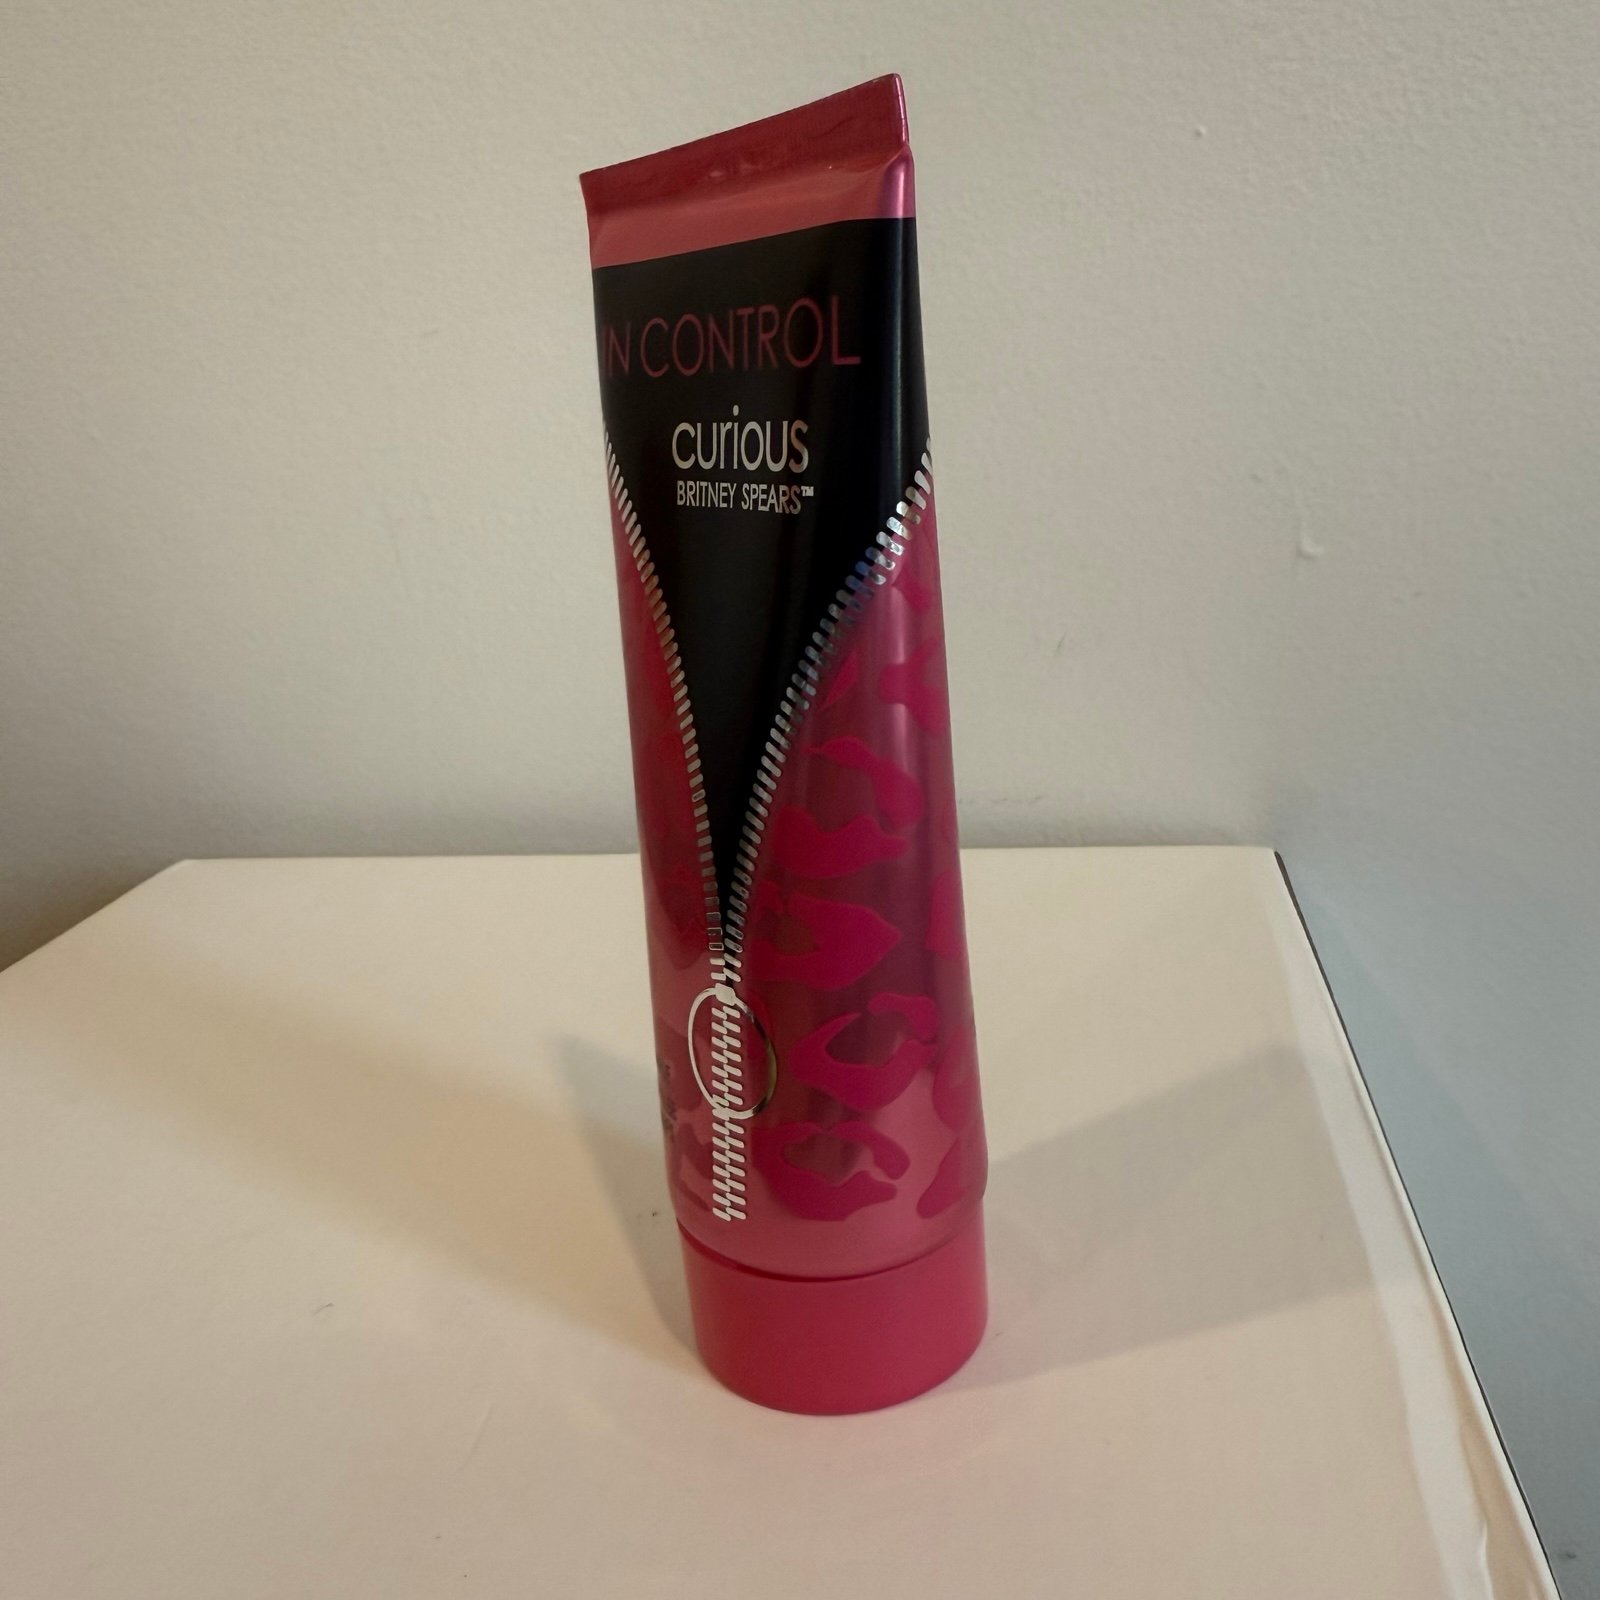 IN CONTROL
curious
BRITNEY SPEARS™